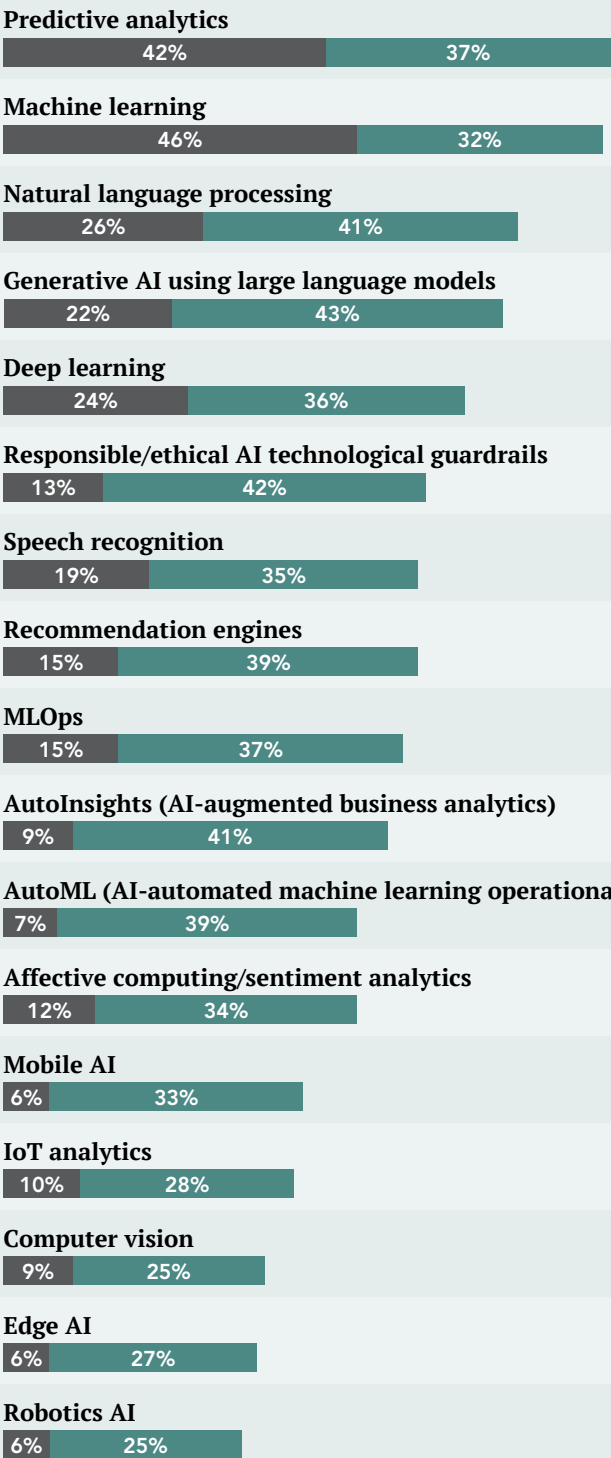 Predictive analytics
42% 37%
Machine learning
46% 32%
Natural language processing
26% 41%
Generative AI using large language models
22% 43%
Deep learning
24% 36%
Responsible/ethical AI technological guardrails
13% 42%
Speech recognition
19% 35%
Recommendation engines
15% 39%
MLOps
15% 37%
AutoInsights (AI-augmented business analytics)
9% 41%
AutoML (AI-automated machine learning operationa
7% 39%
Affective computing/sentiment analytics
12% 34%
Mobile AI
6% 33%
IoT analytics
10% 28%
Computer vision
9% 25%
Edge AI
6% 27%
Robotics AI
6% 25%